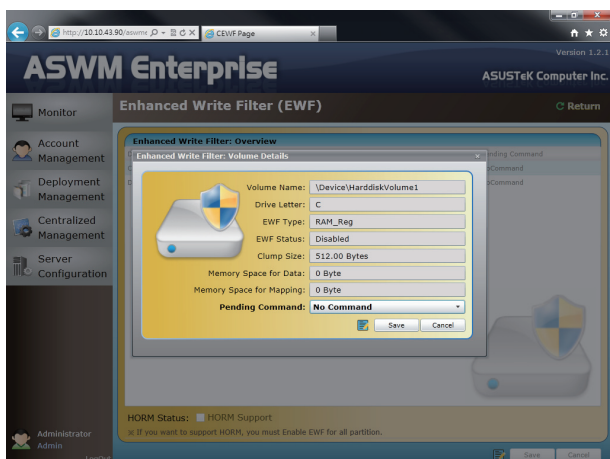 http://10.10.43.90/aswme
CEWF Page
Version 1.2.1
ASWM Enterprise
ASUSTeK Computer Inc.
Monitor
Enhanced Write Filter (EWF)
Return
Account
Management
Enhanced Write Filter: Overview
Enhanced Write Filter: Volume Details
nding Command
Command
Command
Deployment
Management
Centralized
Management
Server
Configuration
Volume Name: \Device\HarddiskVolume1
Drive Letter: C
EWF Type: RAM_Reg
EWF Status: Disabled
Clump Size: 512.00 Bytes
Memory Space for Data: 0 Byte
Memory Space for Mapping: 0 Byte
Pending Command: No Command
Save Cancel
HORM Status: HORM Support
※ If you want to support HORM, you must Enable EWF for all partition.
Administrator
Admin
LogOut
Save Cancel